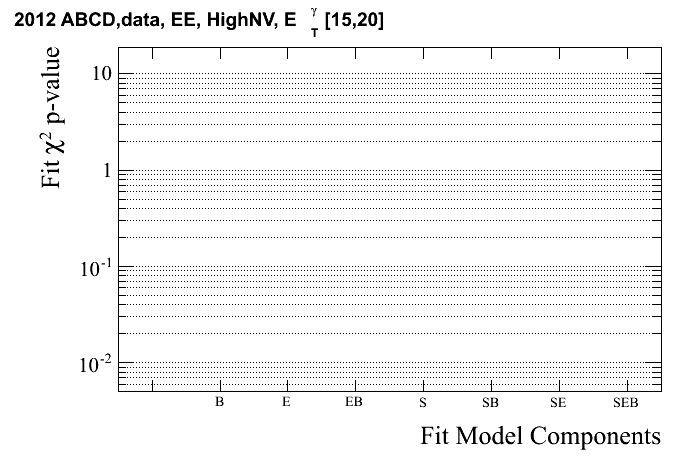 2012 ABCD,data, EE, HighNV, E γ T [15,20]
Fit χ² p-value
10
1
10⁻¹
10⁻²
B E EB S SB SE SEB
Fit Model Components